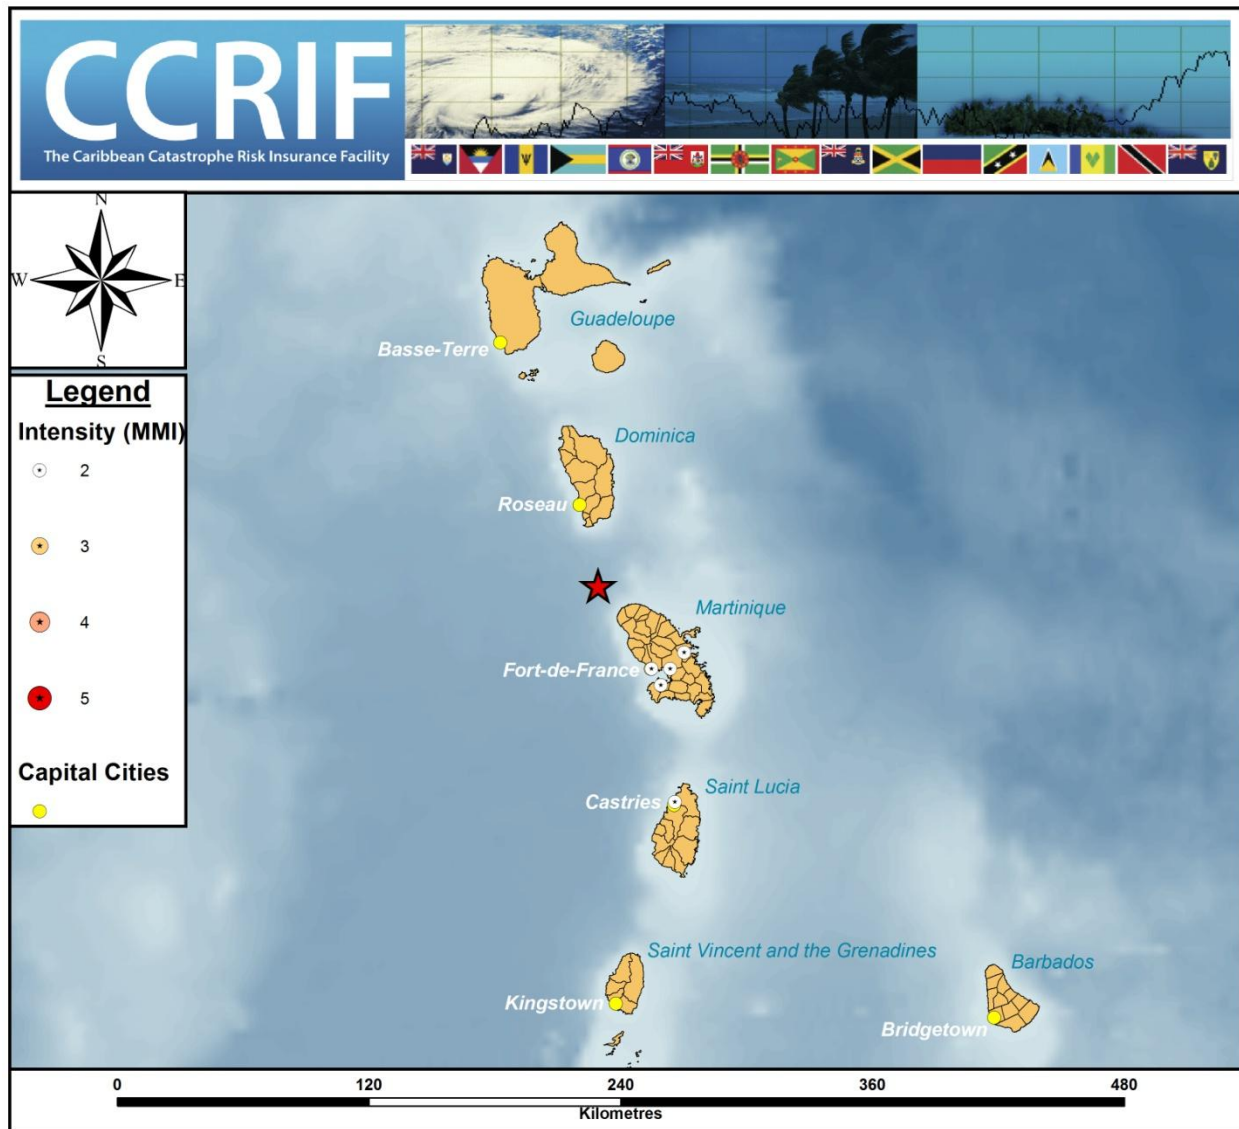 CCRIF
The Caribbean Catastrophe Risk Insurance Facility
N
W E
S
Legend
Intensity (MMI)
2
3
4
5
Capital Cities
Guadeloupe
Basse-Terre
Dominica
Roseau
Martinique
Fort-de-France
Saint Lucia
Castries
Saint Vincent and the Grenadines
Barbados
Kingstown
Bridgetown
0 120 240 360 480
Kilometres